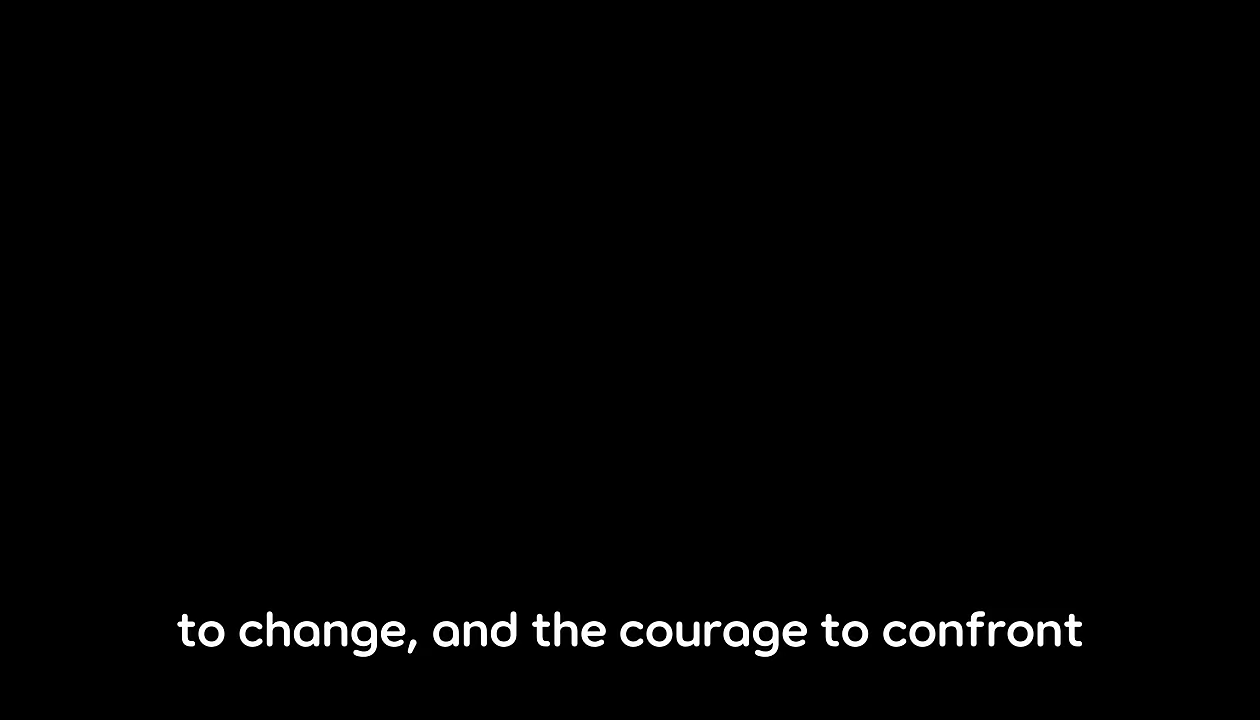 to change, and the courage to confront